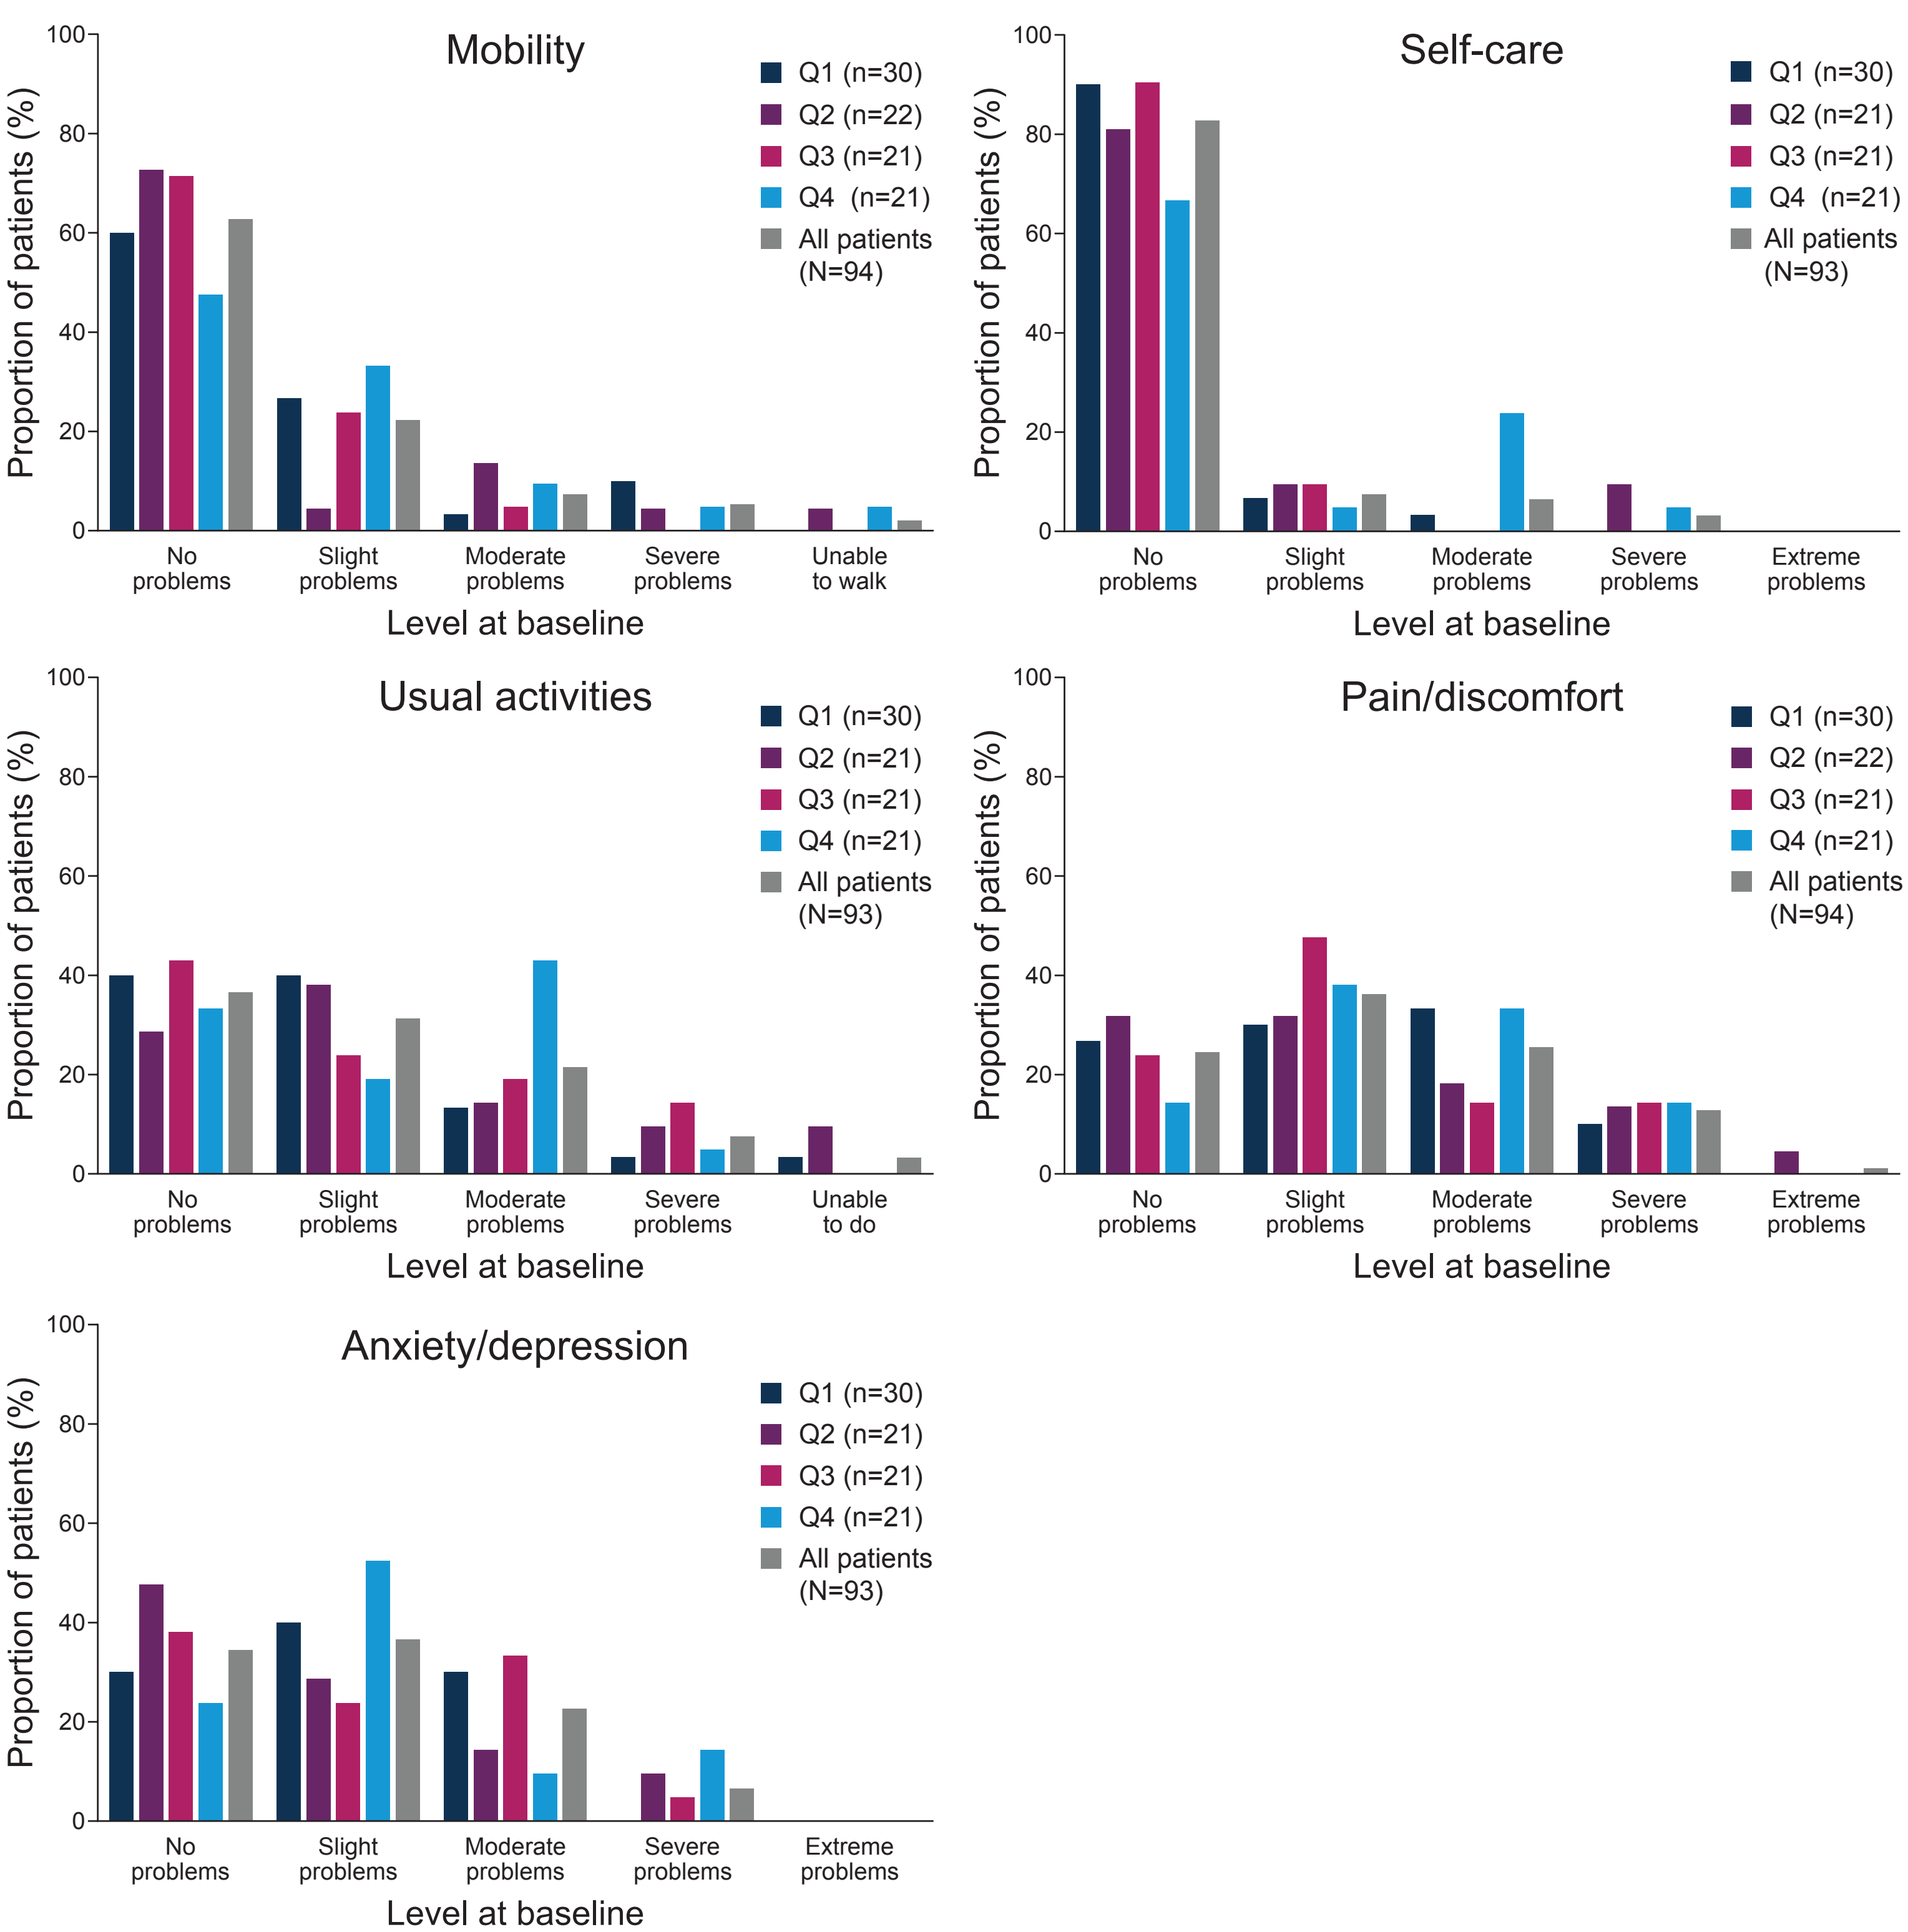 Mobility
Proportion of patients (%)
100
80
60
40
20
0
Q1 (n=30)
Q2 (n=22)
Q3 (n=21)
Q4 (n=21)
All patients
(N=94)
No Slight Moderate Severe Unable
problems problems problems problems to walk
Level at baseline
Self-care
Proportion of patients (%)
100
80
60
40
20
0
Q1 (n=30)
Q2 (n=21)
Q3 (n=21)
Q4 (n=21)
All patients
(N=93)
No Slight Moderate Severe Extreme
problems problems problems problems problems
Level at baseline
Usual activities
Proportion of patients (%)
100
80
60
40
20
0
Q1 (n=30)
Q2 (n=21)
Q3 (n=21)
Q4 (n=21)
All patients
(N=93)
No Slight Moderate Severe Unable
problems problems problems problems to do
Level at baseline
Pain/discomfort
Proportion of patients (%)
100
80
60
40
20
0
Q1 (n=30)
Q2 (n=22)
Q3 (n=21)
Q4 (n=21)
All patients
(N=94)
No Slight Moderate Severe Extreme
problems problems problems problems problems
Level at baseline
Anxiety/depression
Proportion of patients (%)
100
80
60
40
20
0
Q1 (n=30)
Q2 (n=21)
Q3 (n=21)
Q4 (n=21)
All patients
(N=93)
No Slight Moderate Severe Extreme
problems problems problems problems problems
Level at baseline